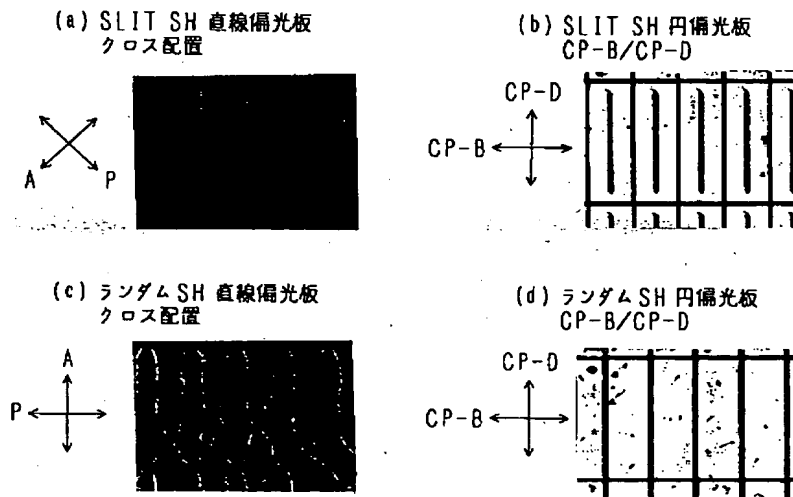 (a) SLIT SH 直線偏光板
クロス配置
A
P
(b) SLIT SH 円偏光板
CP-B/CP-D
CP-D
CP-B
(c) ランダムSH 直線偏光板
クロス配置
A
P
(d) ランダムSH 円偏光板
CP-B/CP-D
CP-D
CP-B